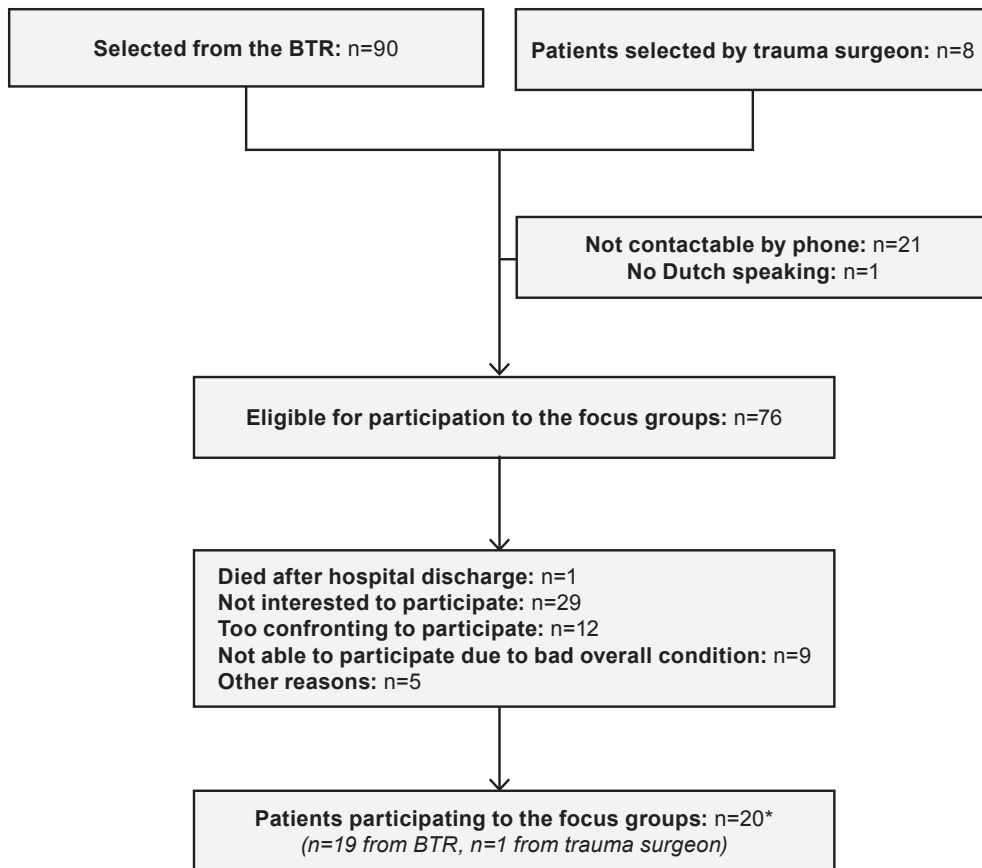 Selected from the BTR: n=90
Patients selected by trauma surgeon: n=8
Not contactable by phone: n=21
No Dutch speaking: n=1
Eligible for participation to the focus groups: n=76
Died after hospital discharge: n=1
Not interested to participate: n=29
Too confronting to participate: n=12
Not able to participate due to bad overall condition: n=9
Other reasons: n=5
Patients participating to the focus groups: n=20*
(n=19 from BTR, n=1 from trauma surgeon)